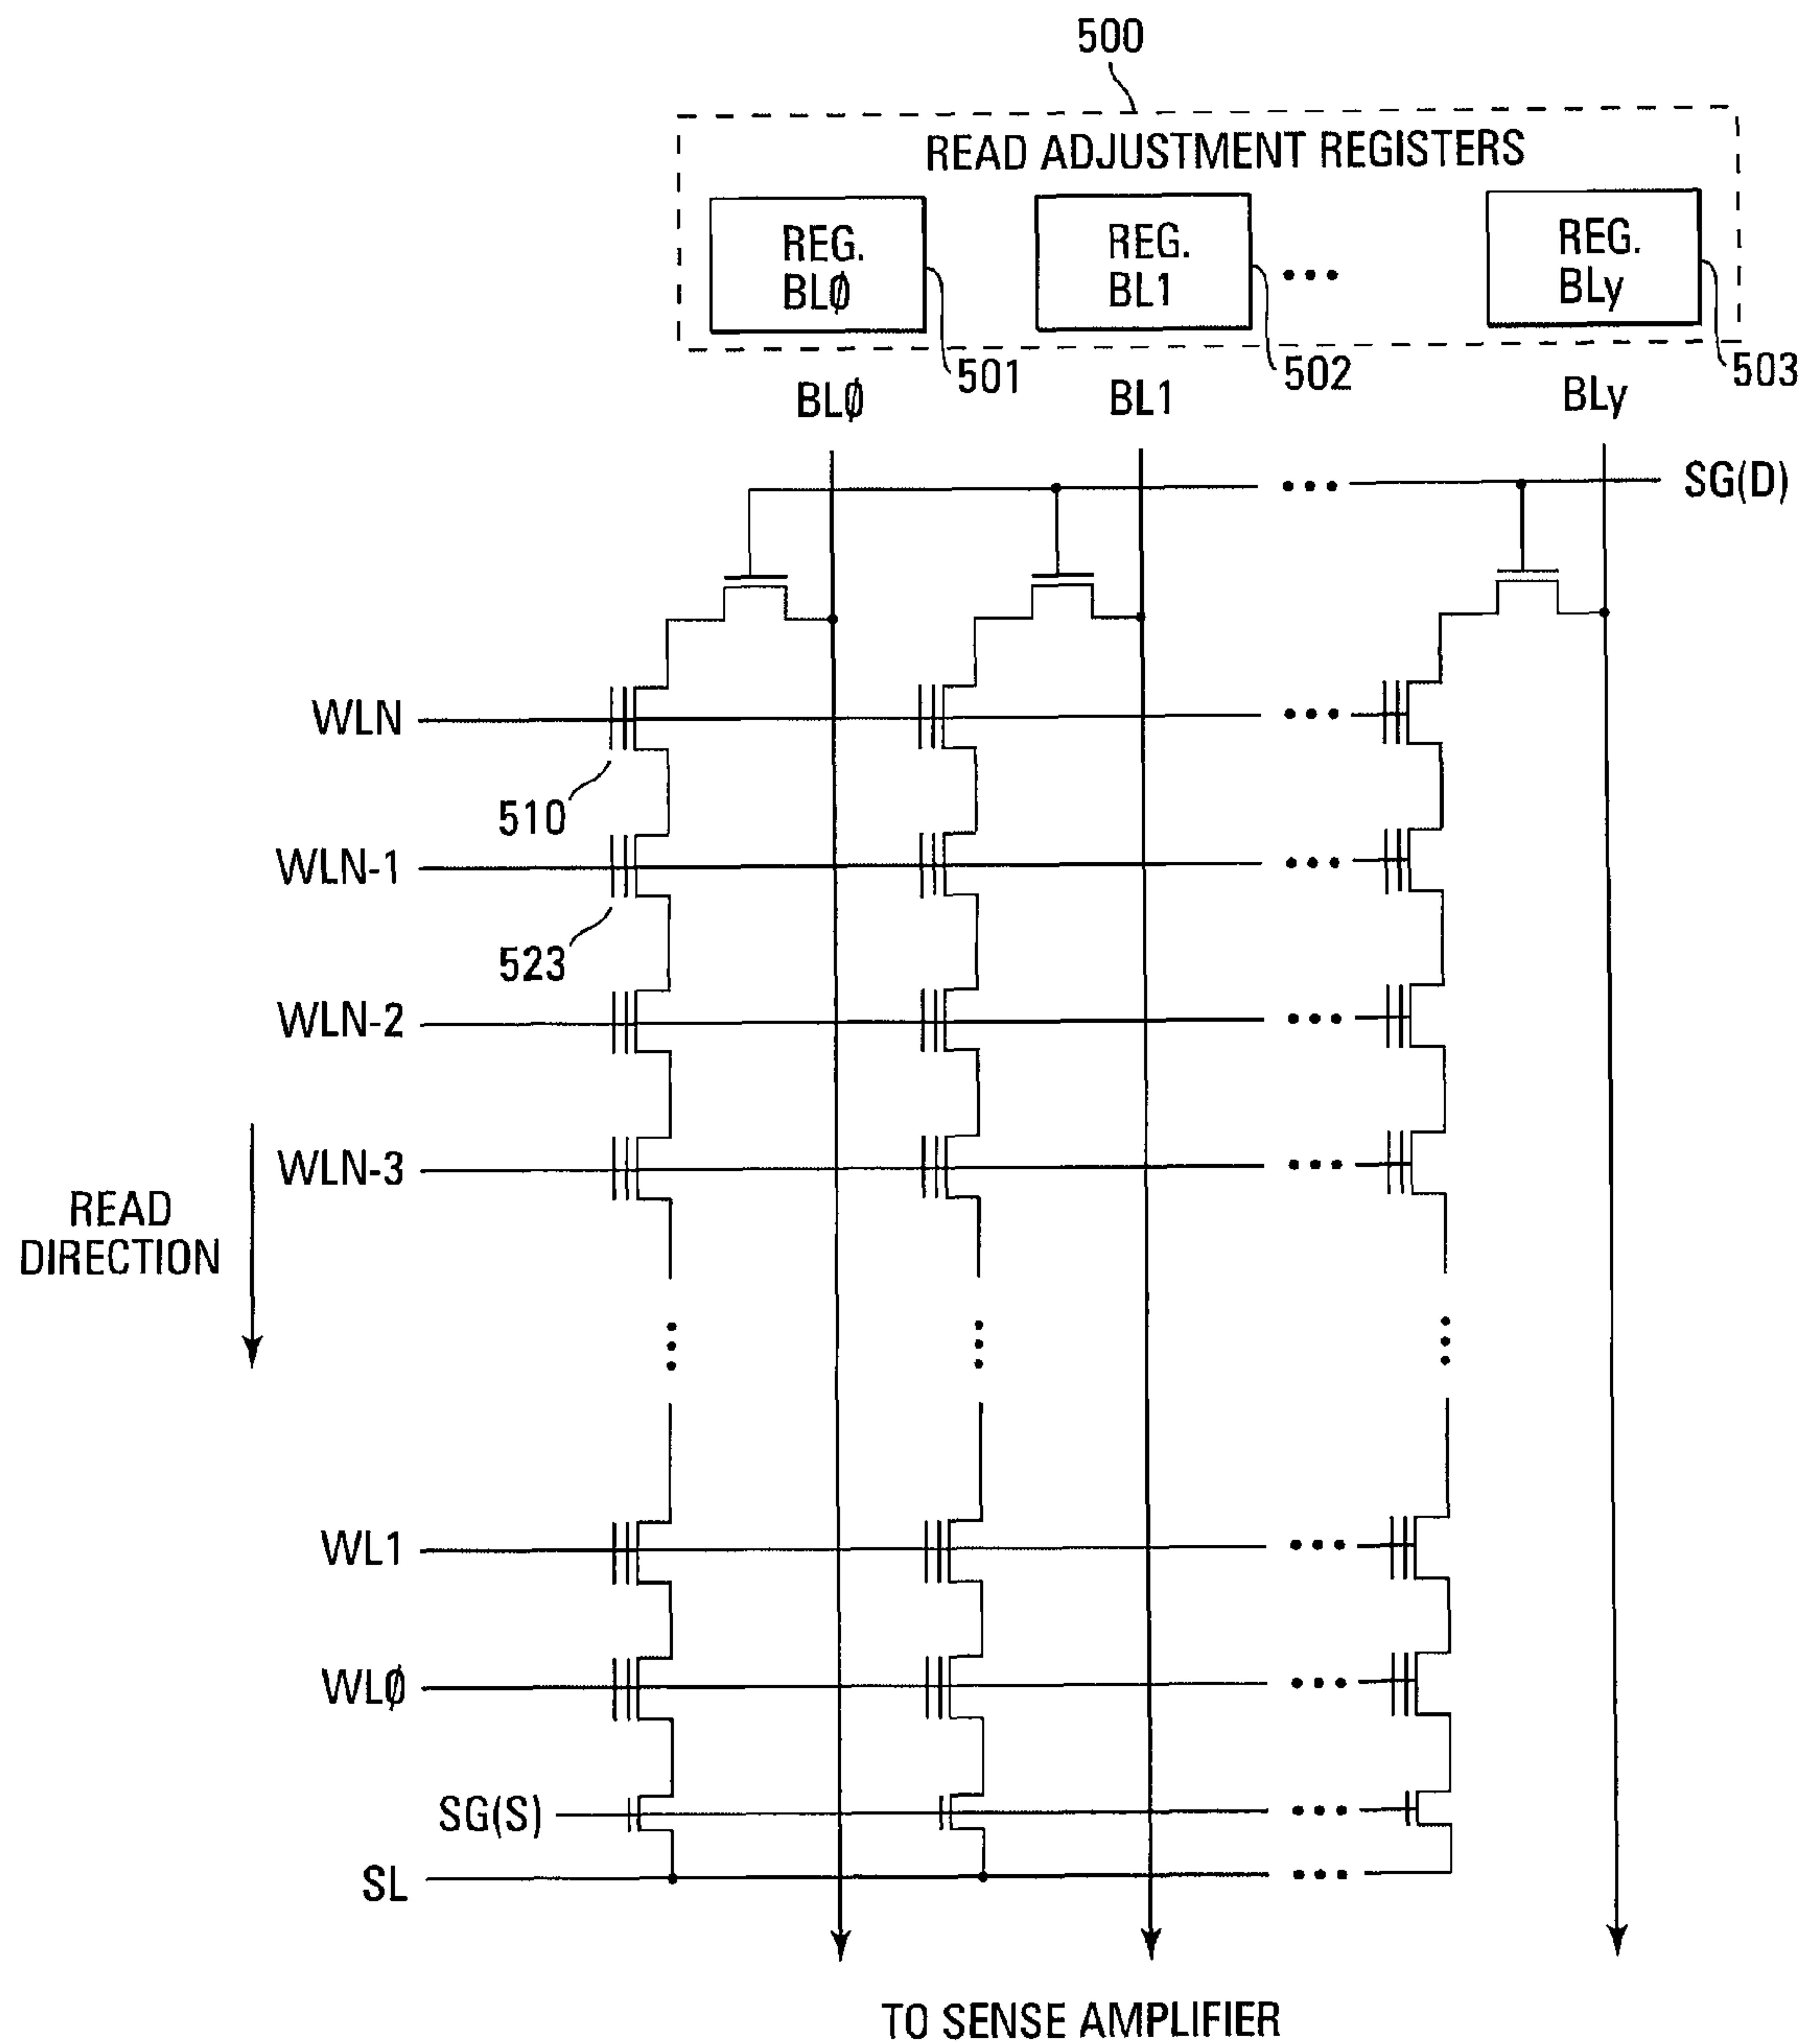 500
READ ADJUSTMENT REGISTERS
REG.
BLØ
REG.
BL1
REG.
BLy
501
502
503
BLØ
BL1
BLy
SG(D)
WLN
510
WLN-1
523
WLN-2
WLN-3
READ
DIRECTION
WL1
WLØ
SG(S)
SL
TO SENSE AMPLIFIER